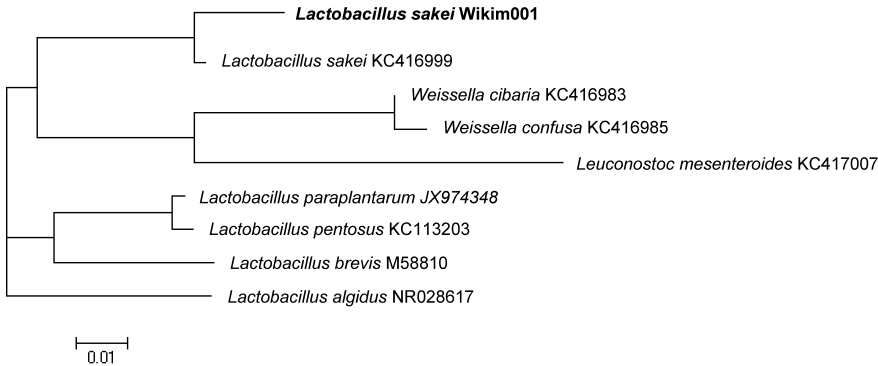 Lactobacillus sakei Wikim001
Lactobacillus sakei KC416999
Weissella cibaria KC416983
Weissella confusa KC416985
Leuconostoc mesenteroides KC417007
Lactobacillus paraplantarum JX974348
Lactobacillus pentosus KC113203
Lactobacillus brevis M58810
Lactobacillus algidus NR028617
0.01